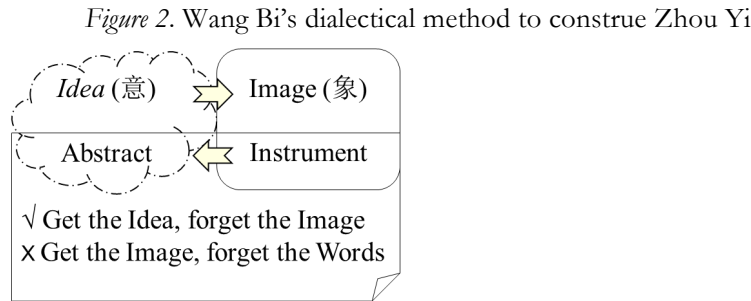 Figure 2. Wang Bi’s dialectical method to construe Zhou Yi
Idea (意) Image (象)
Abstract Instrument
√ Get the Idea, forget the Image
x Get the Image, forget the Words